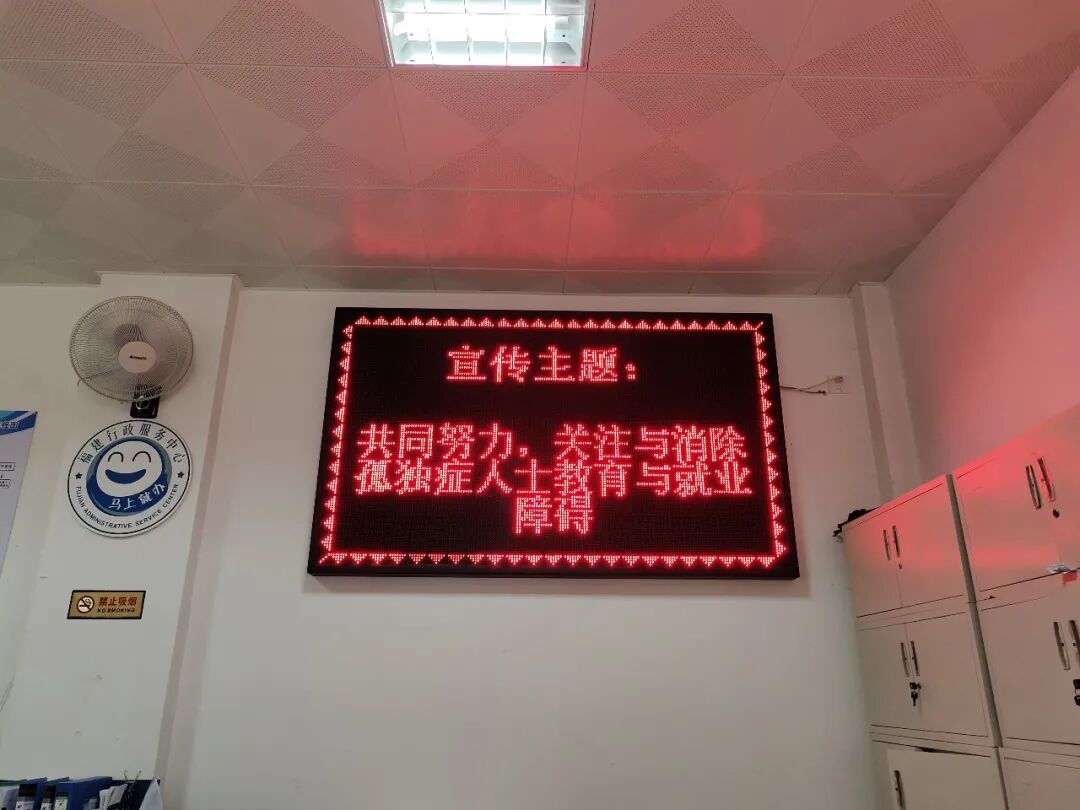 宣传主题:
共同努力,关注与消除
孤独症人士教育与就业
障碍
福建行政服务中心
马上就办
FUJIAN ADMINISTRATIVE SERVICE CENTER
禁止吸烟
NO SMOKING